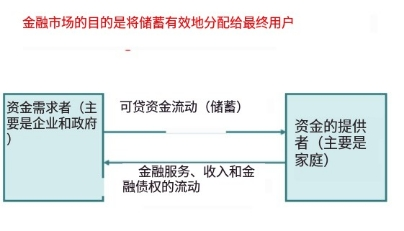 金融市场的目的是将储蓄有效地分配给最终用户
资金需求者（主
要是企业和政府
）
可贷资金流动（储蓄）
金融服务、收入和金
融债权的流动
资金的提供
者（主要是
家庭）